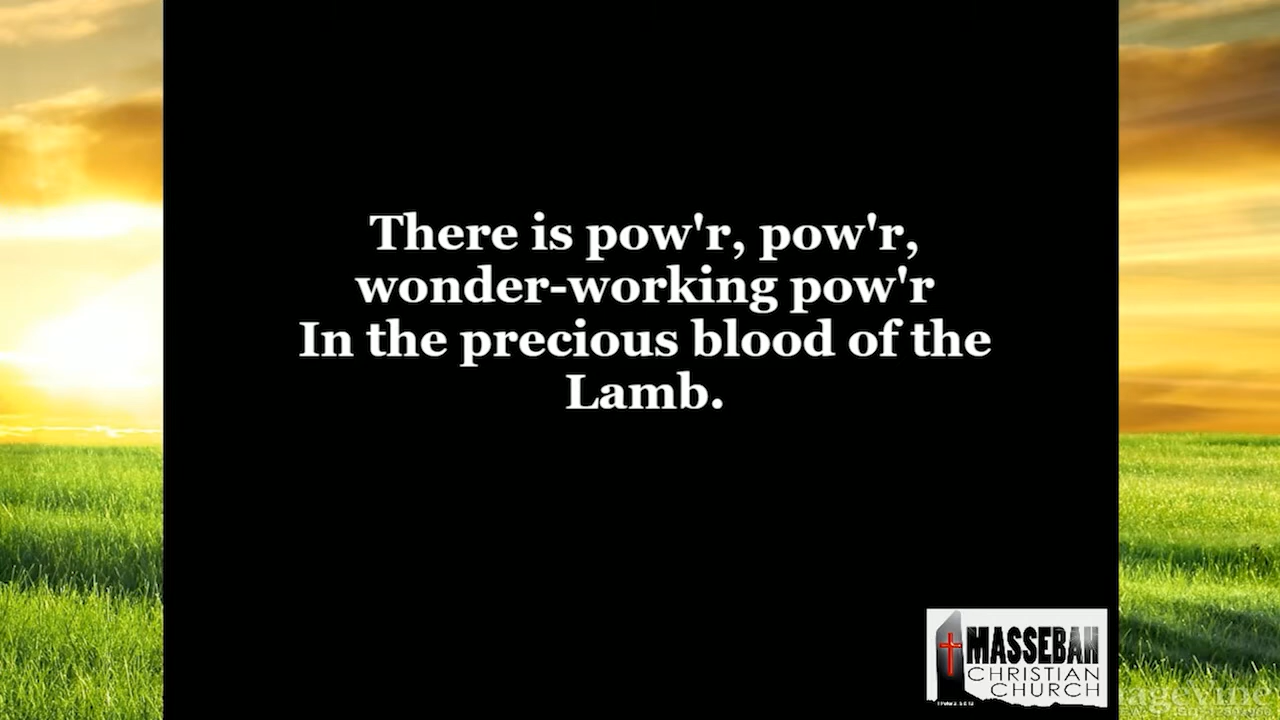 There is pow'r, pow'r,
wonder-working pow'r
In the precious blood of the
Lamb.
MASSEBAH
CHRISTIAN
CHURCH